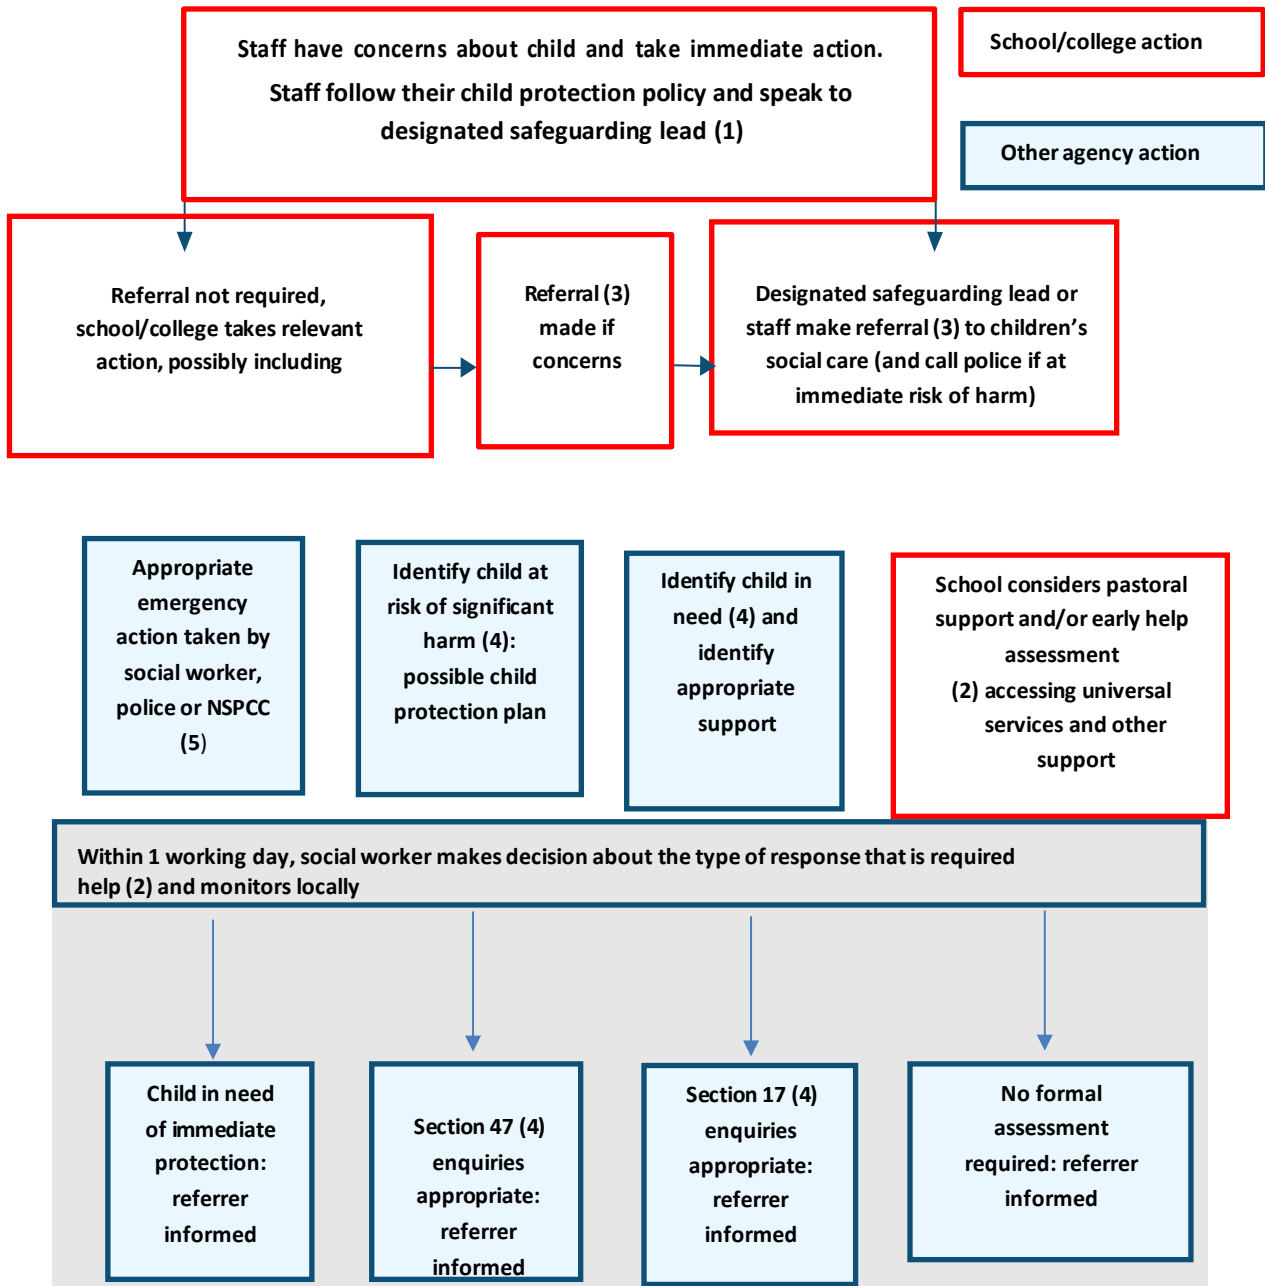 Staff have concerns about child and take immediate action.
Staff follow their child protection policy and speak to
designated safeguarding lead (1)
School/college action
Other agency action
Referral not required,
school/college takes relevant
action, possibly including
Referral (3)
made if
concerns
Designated safeguarding lead or
staff make referral (3) to children’s
social care (and call police if at
immediate risk of harm)
Appropriate
emergency
action taken by
social worker,
police or NSPCC
(5)
Identify child at
risk of significant
harm (4):
possible child
protection plan
Identify child in
need (4) and
identify
appropriate
support
School considers pastoral
support and/or early help
assessment
(2) accessing universal
services and other
support
Within 1 working day, social worker makes decision about the type of response that is required
help (2) and monitors locally
Child in need
of immediate
protection:
referrer
informed
Section 47 (4)
enquiries
appropriate:
referrer
informed
Section 17 (4)
enquiries
appropriate:
referrer
informed
No formal
assessment
required: referrer
informed